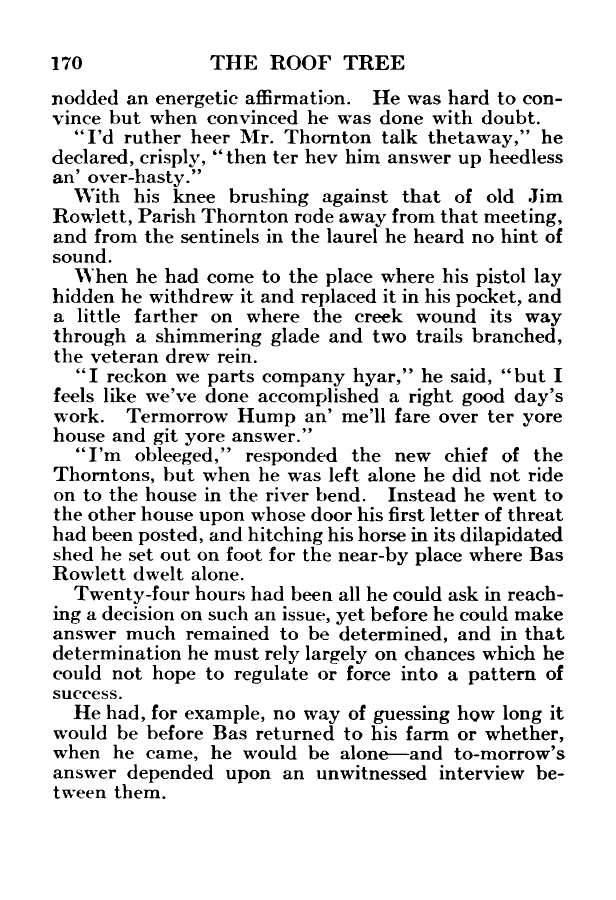 170 THE ROOF TREE
nodded an energetic affirmation. He was hard to con-
vince but when convinced he was done with doubt.
"I'd ruther heer Mr. Thornton talk thetaway," he
declared, crisply, "then ter hev him answer up heedless
an' over-hasty."
With his knee brushing against that of old Jim
Rowlett, Parish Thornton rode away from that meeting,
and from the sentinels in the laurel he heard no hint of
sound.
When he had come to the place where his pistol lay
hidden he withdrew it and replaced it in his pocket, and
a little farther on where the creek wound its way
through a shimmering glade and two trails branched,
the veteran drew rein.
"I reckon we parts company hyar," he said, "but I
feels like we've done accomplished a right good day's
work. Termorrow Hump an' me'll fare over ter yore
house and git yore answer."
"I'm obleeged," responded the new chief of the
Thorntons, but when he was left alone he did not ride
on to the house in the river bend. Instead he went to
the other house upon whose door his first letter of threat
had been posted, and hitching his horse in its dilapidated
shed he set out on foot for the near-by place where Bas
Rowlett dwelt alone.
Twenty-four hours had been all he could ask in reach-
ing a decision on such an issue, yet before he could make
answer much remained to be determined, and in that
determination he must rely largely on chances which he
could not hope to regulate or force into a pattern of
success.
He had, for example, no way of guessing how long it
would be before Bas returned to his farm or whether,
when he came, he would be alone—and to-morrow's
answer depended upon an unwitnessed interview be-
tween them.